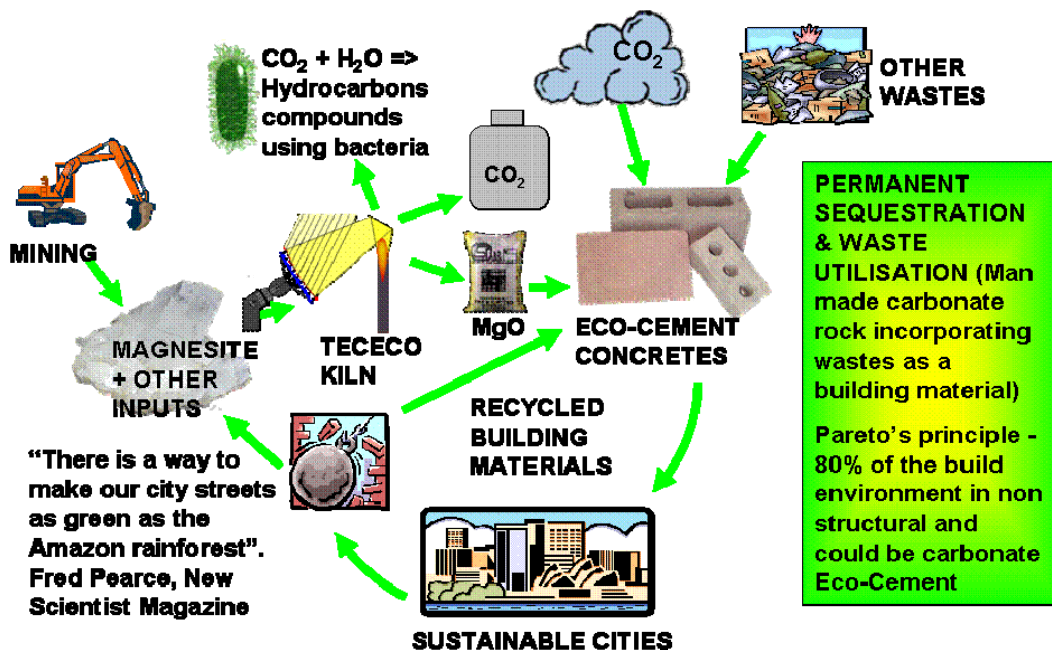 CO₂ + H₂O =>
Hydrocarbons
compounds
using bacteria
CO₂
OTHER
WASTES
CO₂
MINING
MAGNESITE
+ OTHER
INPUTS
TECECO
KILN
MgO
ECO-CEMENT
CONCRETES
RECYCLED
BUILDING
MATERIALS
"There is a way to
make our city streets
as green as the
Amazon rainforest".
Fred Pearce, New
Scientist Magazine
SUSTAINABLE CITIES
PERMANENT
SEQUESTRATION
& WASTE
UTILISATION (Man
made carbonate
rock incorporating
wastes as a
building material)
Pareto's principle -
80% of the build
environment in non
structural and
could be carbonate
Eco-Cement